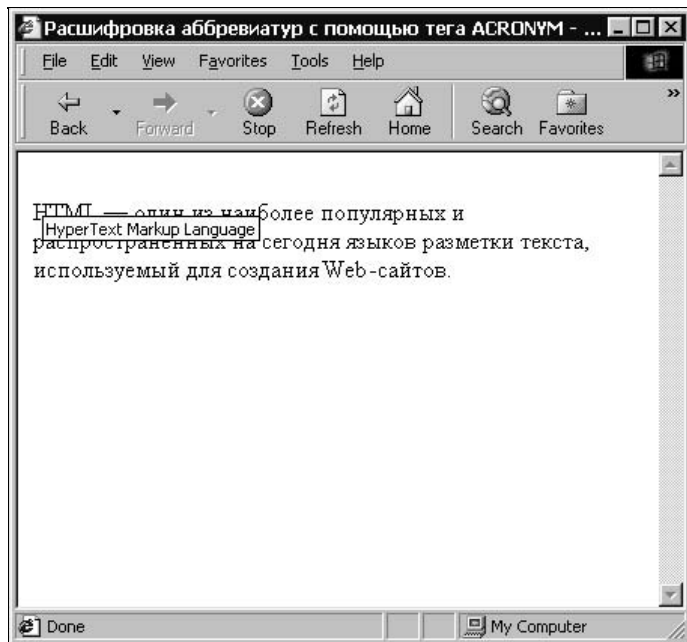 Расшифровка аббревиатур с помощью тега ACRONYM - ...
File Edit View Favorites Tools Help
»
Back Forward Stop Refresh Home Search Favorites
HTML — один из наиболее популярных и
HyperText Markup Language
распространенных на сегодня языков разметки текста,
используемый для создания Web-сайтов.
Done My Computer